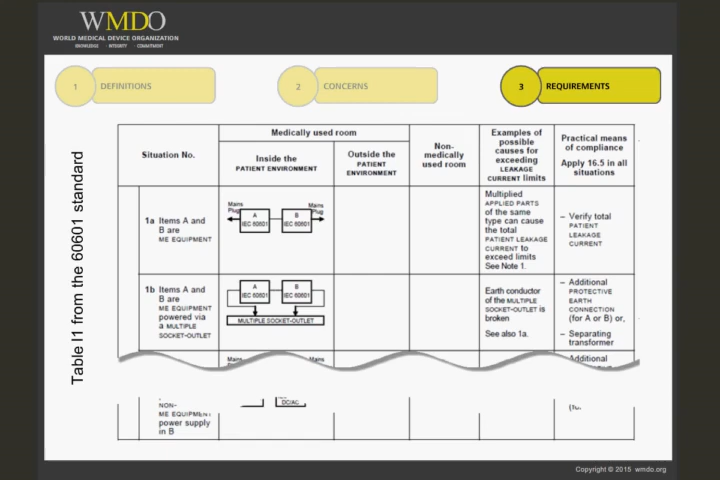 WMDO
WORLD MEDICAL DEVICE ORGANIZATION
KNOWLEDGE · INTEGRITY · COMMITMENT
1 DEFINITIONS
2 CONCERNS
3 REQUIREMENTS
Table I1 from the 60601 standard
Situation No.
Medically used room
Inside the
PATIENT ENVIRONMENT
Outside the
PATIENT
ENVIRONMENT
Non-
medically
used room
Examples of
possible
causes for
exceeding
LEAKAGE
CURRENT limits
Practical means
of compliance
Apply 16.5 in all
situations
1a Items A and
B are
ME EQUIPMENT
Mains
Plug
A
IEC 60601
B
IEC 60601
Mains
Plug
Multiplied
APPLIED PARTS
of the same
type can cause
the total
PATIENT LEAKAGE
CURRENT to
exceed limits
See Note 1.
– Verify total
PATIENT
LEAKAGE
CURRENT
1b Items A and
B are
ME EQUIPMENT
powered via
a MULTIPLE
SOCKET-OUTLET
A
IEC 60601
B
IEC 60601
MULTIPLE SOCKET-OUTLET
Earth conductor
of the MULTIPLE
SOCKET-OUTLET is
broken
See also 1a.
– Additional
PROTECTIVE
EARTH
CONNECTION
(for A or B) or,
– Separating
transformer
Mains
Mains
Additional
NON-
ME EQUIPMENT
power supply
in B
DC/AC
Copyright © 2015 wmdo.org